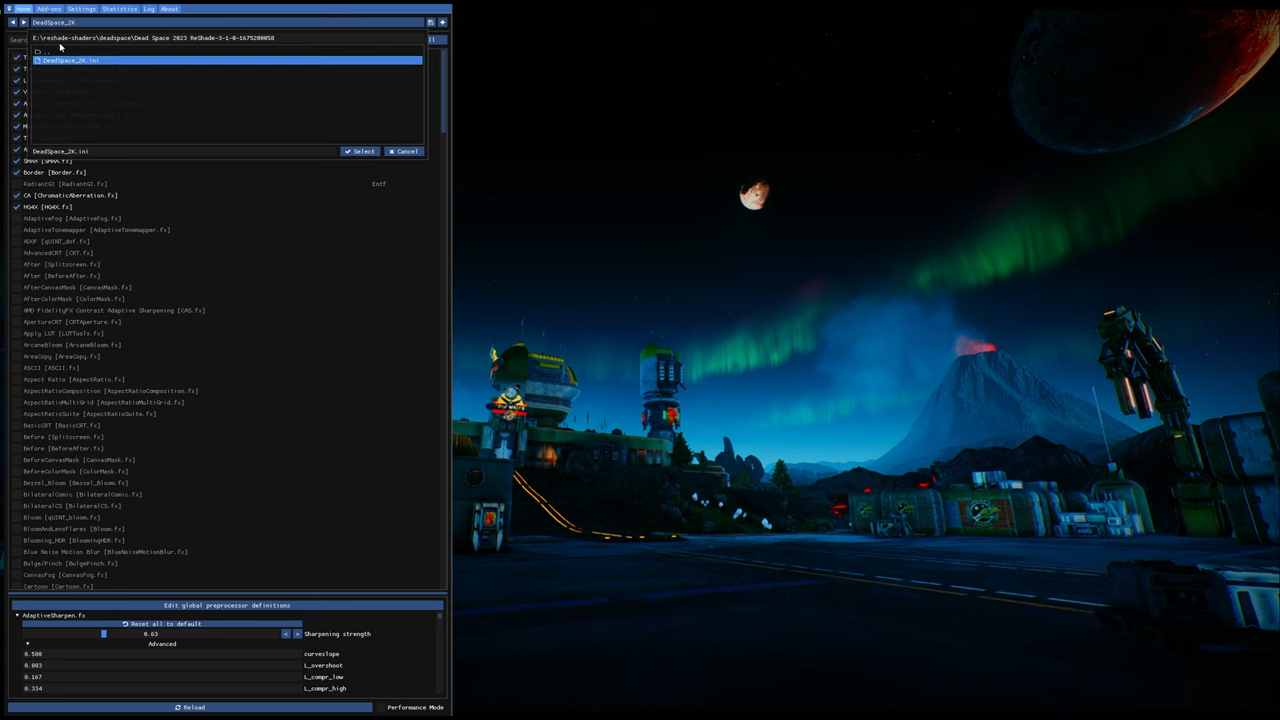 Home Add-ons Settings Statistics Log About
DeadSpace_2K
E:\reshade-shaders\deadspace\Dead Space 2023 ReShade-3-1-0-1675200850
Searc
..
DeadSpace_2K.ini
DeadSpace_2K.ini Select Cancel
SMAA [SMAA.fx]
Border [Border.fx]
RadiantGI [RadiantGI.fx] Entf
CA [ChromaticAberration.fx]
HQ4X [HQ4X.fx]
AdaptiveFog [AdaptiveFog.fx]
AdaptiveTonemapper [AdaptiveTonemapper.fx]
ADOF [qUINT_dof.fx]
AdvancedCRT [CRT.fx]
After [Splitscreen.fx]
After [BeforeAfter.fx]
AfterCanvasMask [CanvasMask.fx]
AfterColorMask [ColorMask.fx]
AMD FidelityFX Contrast Adaptive Sharpening [CAS.fx]
ApertureCRT [CRTAperture.fx]
Apply LUT [LUTTools.fx]
ArcaneBloom [ArcaneBloom.fx]
AreaCopy [AreaCopy.fx]
ASCII [ASCII.fx]
Aspect Ratio [AspectRatio.fx]
AspectRatioComposition [AspectRatioComposition.fx]
AspectRatioMultiGrid [AspectRatioMultiGrid.fx]
AspectRatioSuite [AspectRatioSuite.fx]
BasicCRT [BasicCRT.fx]
Before [Splitscreen.fx]
Before [BeforeAfter.fx]
BeforeCanvasMask [CanvasMask.fx]
BeforeColorMask [ColorMask.fx]
Bessel_Bloom [Bessel_Bloom.fx]
BilateralComic [BilateralComic.fx]
BilateralCS [BilateralCS.fx]
Bloom [qUINT_bloom.fx]
BloomAndLensflares [Bloom.fx]
Blooming_HDR [BloomingHDR.fx]
Blue Noise Motion Blur [BlueNoiseMotionBlur.fx]
Bulge/Pinch [BulgePinch.fx]
CanvasFog [CanvasFog.fx]
Cartoon [Cartoon.fx]
Edit global preprocessor definitions
AdaptiveSharpen.fx
Reset all to default
0.63 < > Sharpening strength
Advanced
0.500 curveslope
0.003 L_overshoot
0.167 L_compr_low
0.334 L_compr_high
Reload Performance Mode